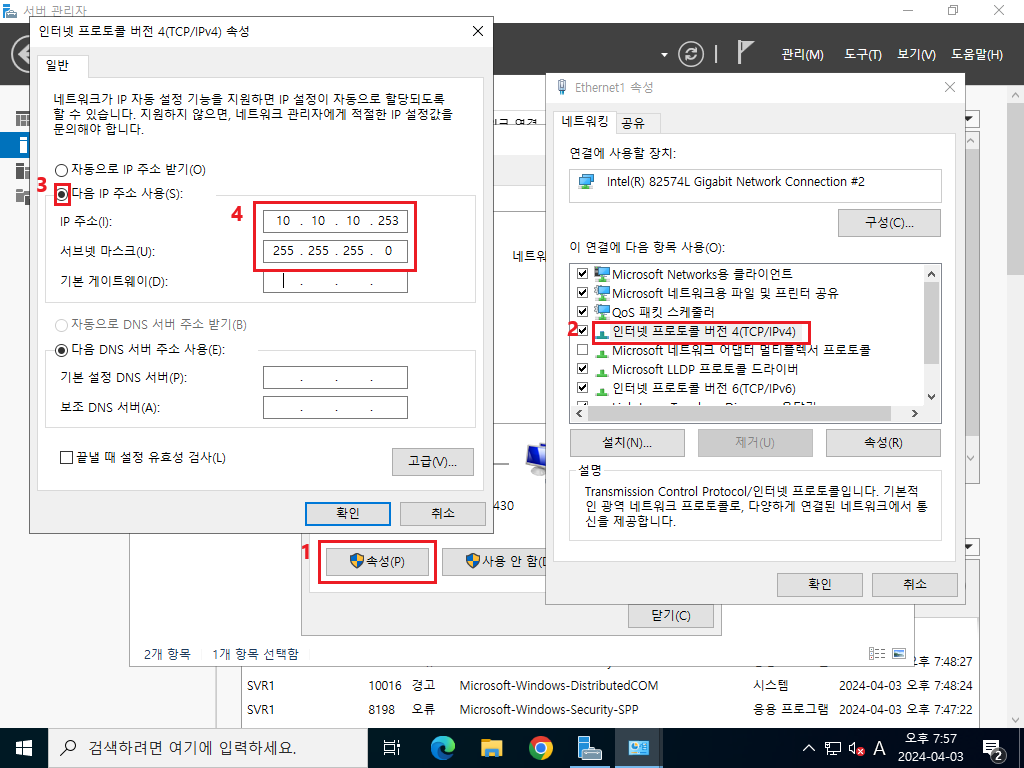 서버 관리자
관리(M) 도구(T) 보기(V) 도움말(H)
인터넷 프로토콜 버전 4(TCP/IPv4) 속성
일반
네트워크가 IP 자동 설정 기능을 지원하면 IP 설정이 자동으로 할당되도록
할 수 있습니다. 지원하지 않으면, 네트워크 관리자에게 적절한 IP 설정값을
문의해야 합니다.
자동으로 IP 주소 받기(O)
3
다음 IP 주소 사용(S):
4
IP 주소(I):
10 . 10 . 10 . 253
서브넷 마스크(U):
255 . 255 . 255 . 0
기본 게이트웨이(D):
. . .
자동으로 DNS 서버 주소 받기(B)
다음 DNS 서버 주소 사용(E):
기본 설정 DNS 서버(P):
. . .
보조 DNS 서버(A):
. . .
끝낼 때 설정 유효성 검사(L)
고급(V)...
확인
취소
Ethernet1 속성
네트워킹
공유
연결에 사용할 장치:
Intel(R) 82574L Gigabit Network Connection #2
구성(C)...
이 연결에 다음 항목 사용(O):
Microsoft Networks용 클라이언트
Microsoft 네트워크용 파일 및 프린터 공유
QoS 패킷 스케줄러
2
인터넷 프로토콜 버전 4(TCP/IPv4)
Microsoft 네트워크 어댑터 멀티플렉서 프로토콜
Microsoft LLDP 프로토콜 드라이버
인터넷 프로토콜 버전 6(TCP/IPv6)
설치(N)...
제거(U)
속성(R)
설명
Transmission Control Protocol/인터넷 프로토콜입니다. 기본적
인 광역 네트워크 프로토콜로, 다양하게 연결된 네트워크에서 통
신을 제공합니다.
확인
취소
네트워
430
1
속성(P)
사용 안 함(D
닫기(C)
2개 항목
1개 항목 선택함
오후 7:48:27
SVR1 10016 경고 Microsoft-Windows-DistributedCOM 시스템 2024-04-03 오후 7:48:24
SVR1 8198 오류 Microsoft-Windows-Security-SPP 응용 프로그램 2024-04-03 오후 7:47:22
검색하려면 여기에 입력하세요.
A
오후 7:57
2024-04-03
2